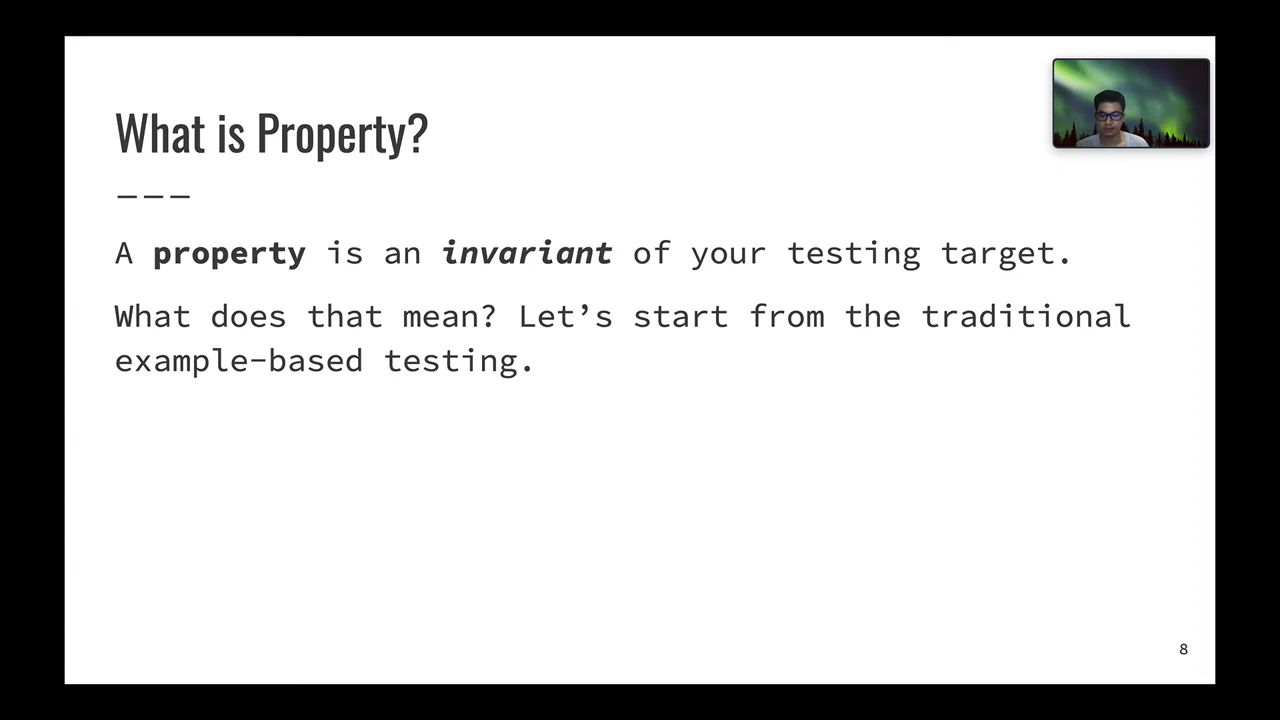 What is Property?
———
A property is an invariant of your testing target.
What does that mean? Let’s start from the traditional
example-based testing.
8